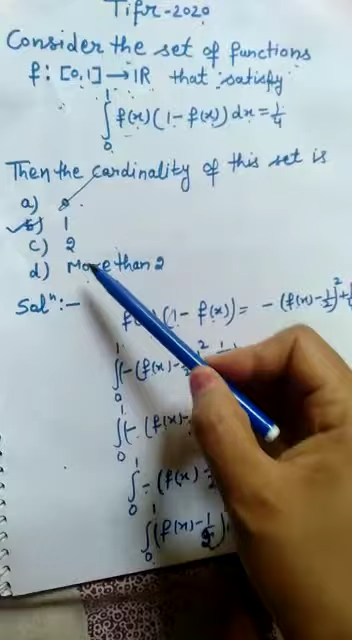 Tifr-2020
Consider the set of functions
f: [0,1] → IR that satisfy
∫₀¹ f(x)(1-f(x))dx = 1/4
Then the cardinality of this set is
a) 0
b) 1
c) 2
d) More than 2
Solⁿ:-
(1-f(x)) = -(f(x)-1/2)²+
∫₀¹(-(f(x)-
∫₀¹(-(f(x)-
∫₀¹-(f(x)
∫₀¹(f(x)-1/2)